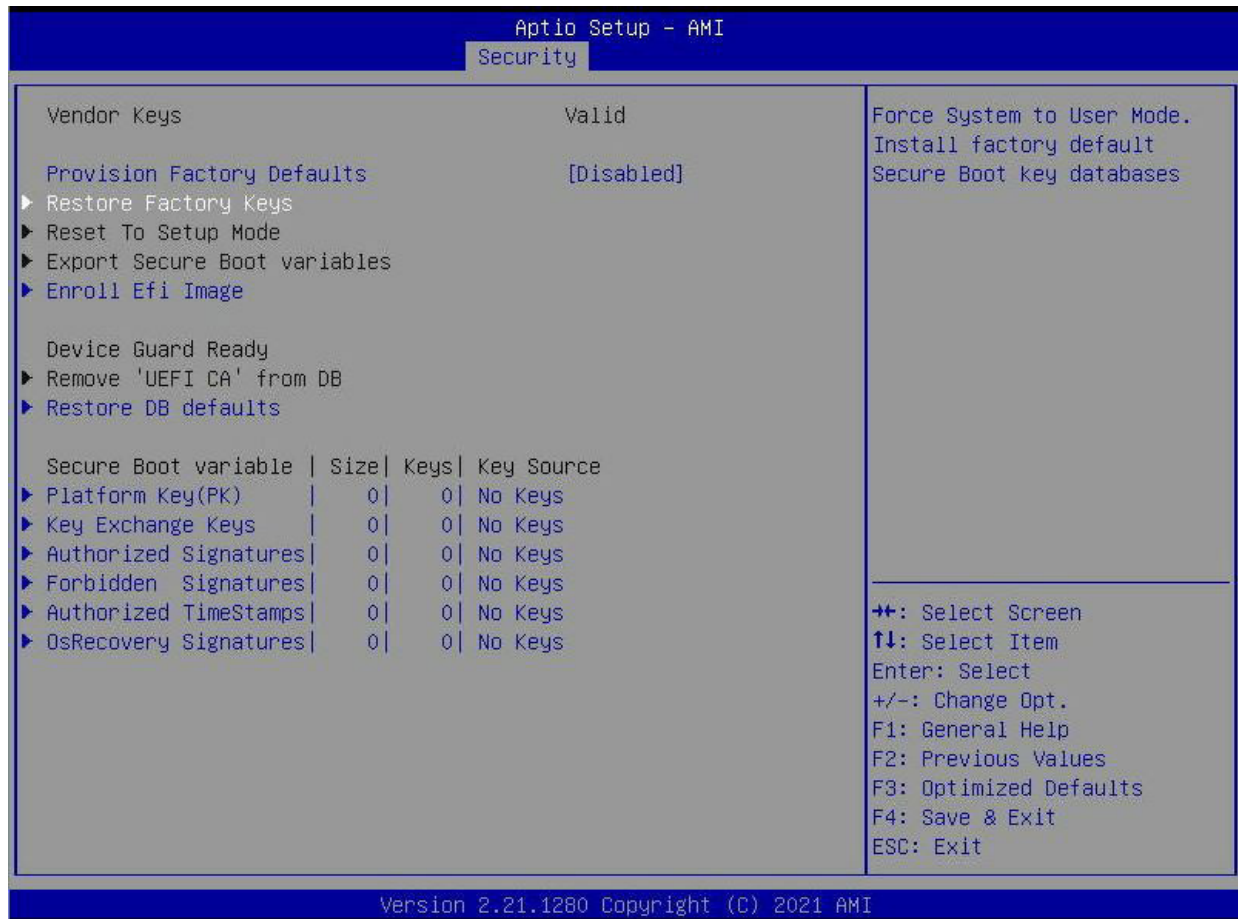 Aptio Setup – AMI
Security
Vendor Keys Valid
Provision Factory Defaults [Disabled]
▶ Restore Factory Keys
▶ Reset To Setup Mode
▶ Export Secure Boot variables
▶ Enroll Efi Image
Device Guard Ready
▶ Remove 'UEFI CA' from DB
▶ Restore DB defaults
Secure Boot variable | Size| Keys| Key Source
▶ Platform Key(PK) | 0| 0| No Keys
▶ Key Exchange Keys | 0| 0| No Keys
▶ Authorized Signatures| 0| 0| No Keys
▶ Forbidden Signatures| 0| 0| No Keys
▶ Authorized TimeStamps| 0| 0| No Keys
▶ OsRecovery Signatures| 0| 0| No Keys
Force System to User Mode.
Install factory default
Secure Boot key databases
→←: Select Screen
↑↓: Select Item
Enter: Select
+/-: Change Opt.
F1: General Help
F2: Previous Values
F3: Optimized Defaults
F4: Save & Exit
ESC: Exit
Version 2.21.1280 Copyright (C) 2021 AMI